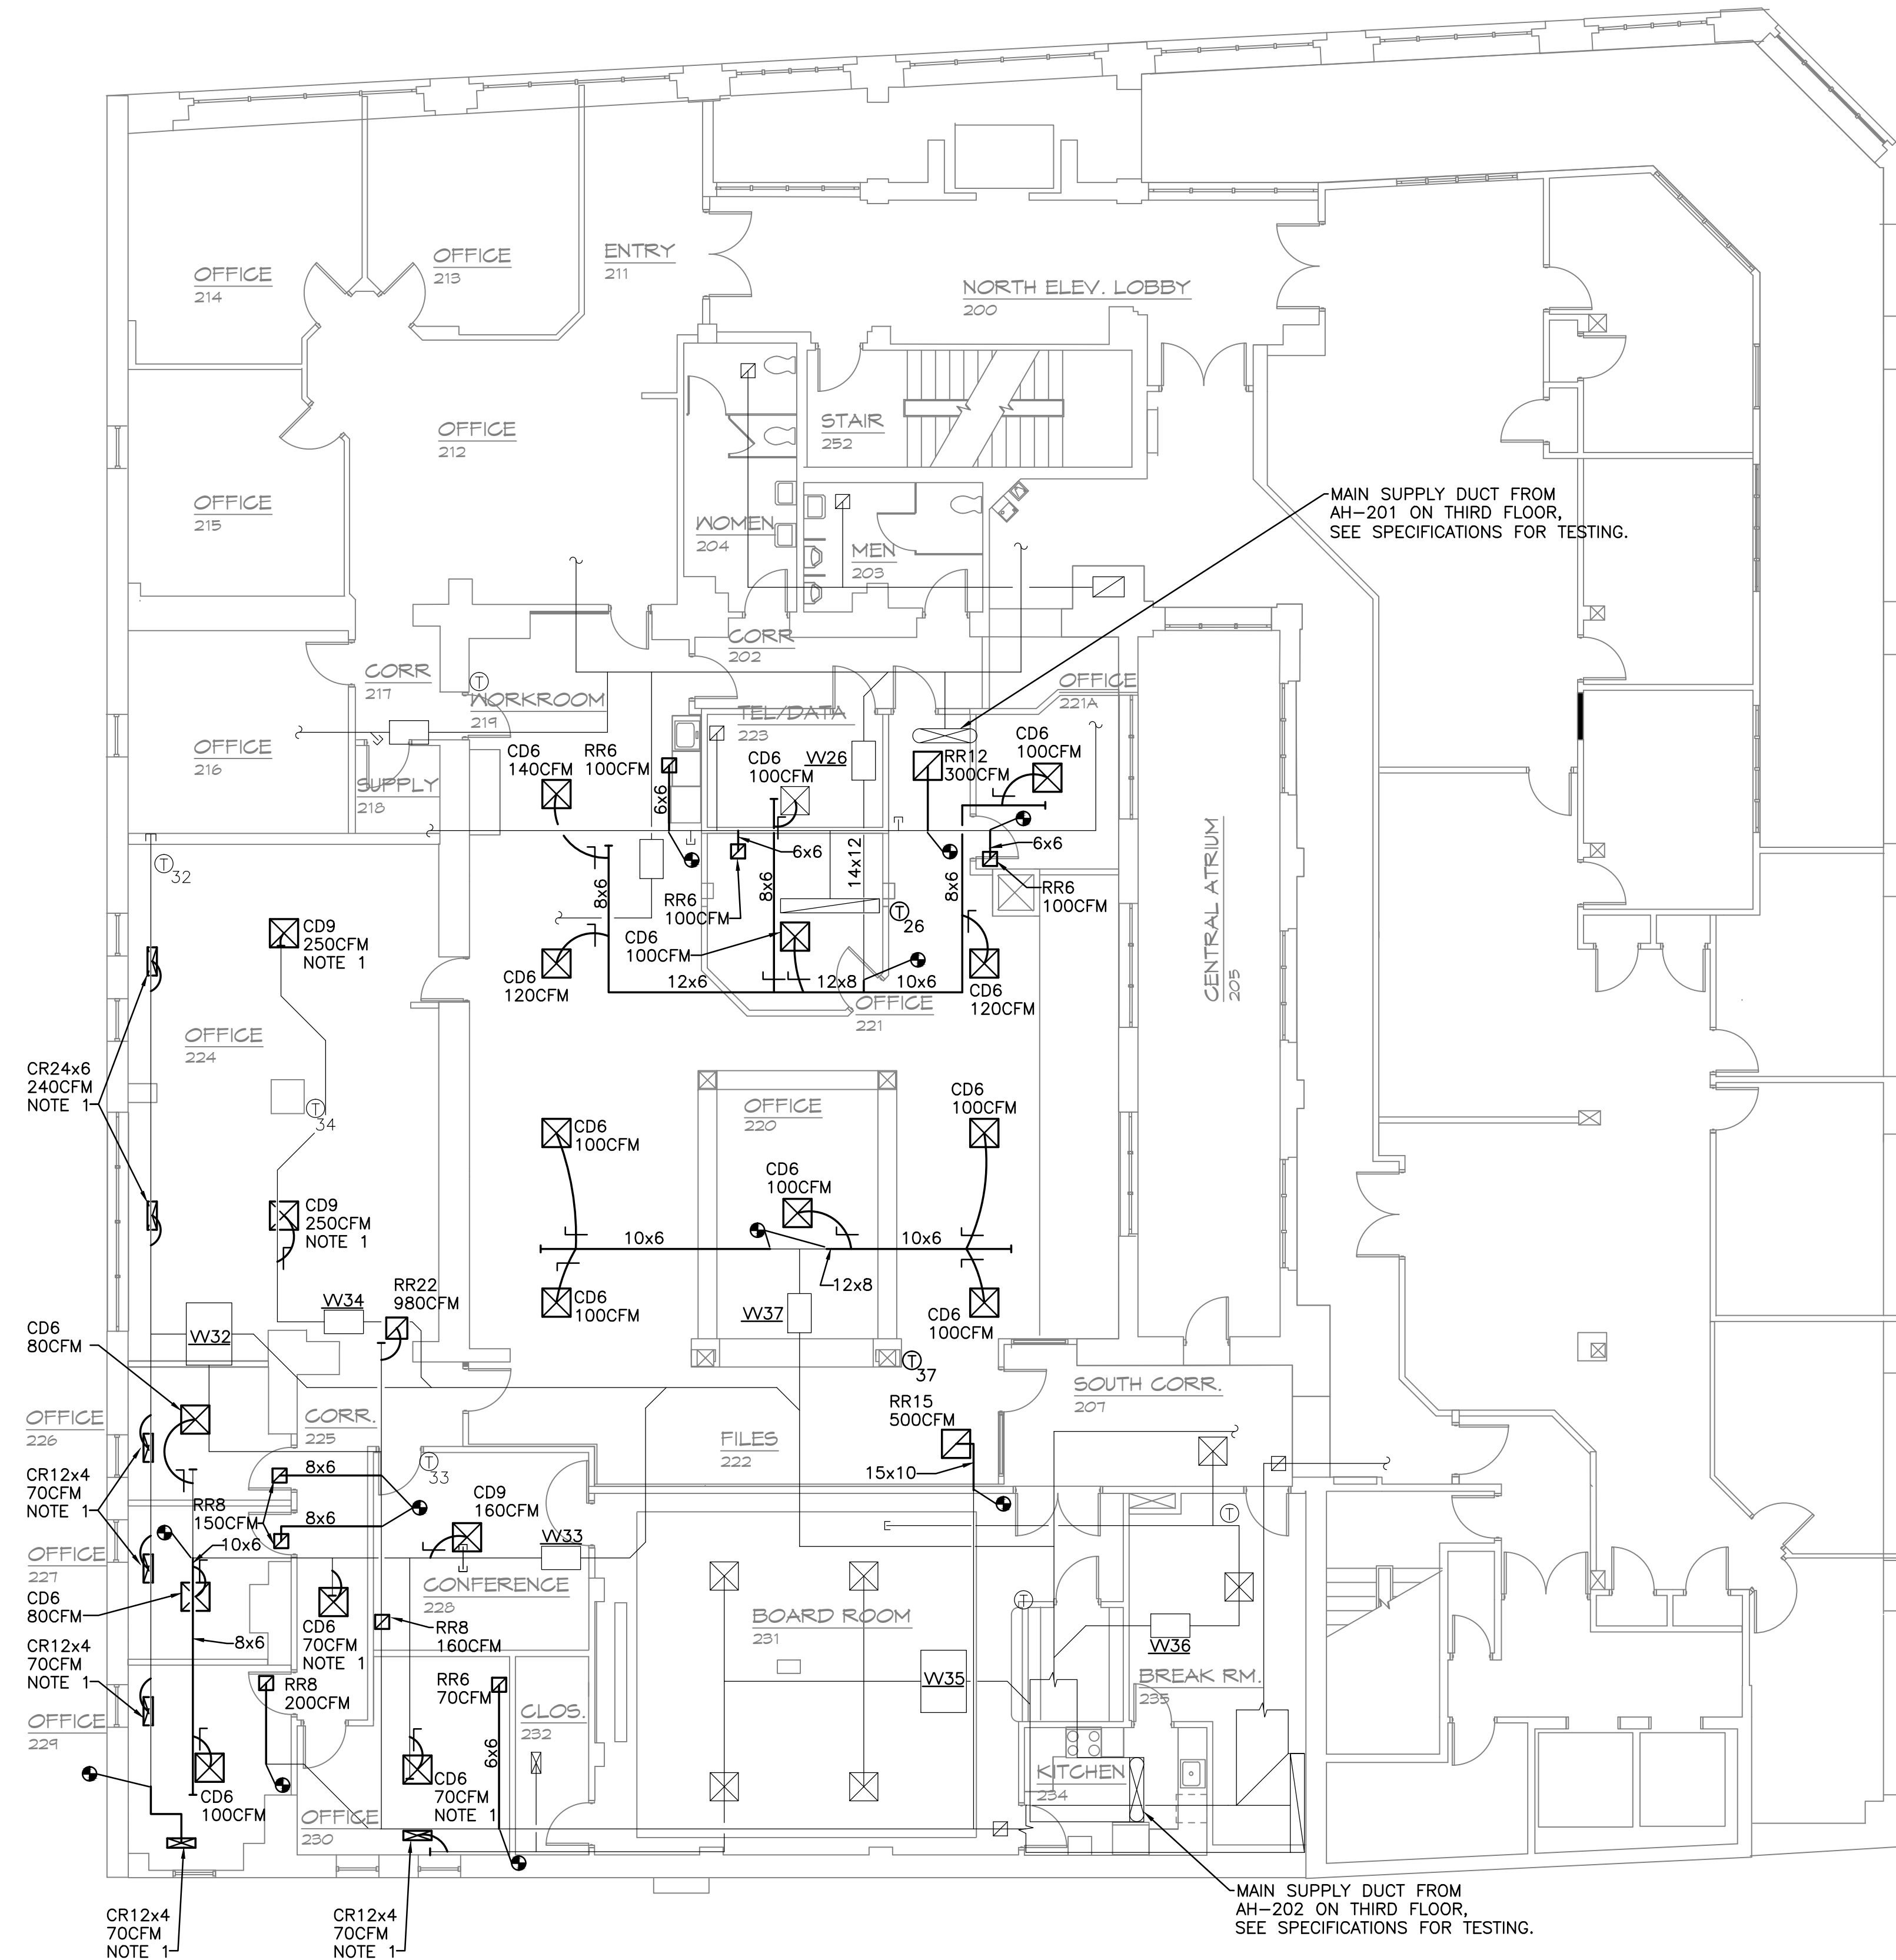 OFFICE
214
OFFICE
213
ENTRY
211
NORTH ELEV. LOBBY
200
OFFICE
212
STAIR
252
OFFICE
215
WOMEN
204
MEN
203
MAIN SUPPLY DUCT FROM
AH-201 ON THIRD FLOOR,
SEE SPECIFICATIONS FOR TESTING.
CORR
202
CORR
217
T
WORKROOM
219
OFFICE
221A
TEL/DATA
223
OFFICE
216
SUPPLY
218
CD6
140CFM
RR6
100CFM
6x6
CD6
100CFM
VV26
RR12
300CFM
CD6
100CFM
T
32
8x6
6x6
8x6
14x12
8x6
6x6
RR6
100CFM
RR6
100CFM
T
26
CD9
250CFM
NOTE 1
CD6
100CFM
CD6
120CFM
12x6
12x8
10x6
CD6
120CFM
OFFICE
221
CENTRAL ATRIUM
205
OFFICE
224
CR24x6
240CFM
NOTE 1
T
34
OFFICE
220
CD6
100CFM
CD6
100CFM
CD6
100CFM
CD9
250CFM
NOTE 1
10x6
10x6
12x8
CD6
100CFM
VV37
CD6
100CFM
RR22
980CFM
VV34
VV32
CD6
80CFM
T
37
SOUTH CORR.
207
RR15
500CFM
OFFICE
226
CORR.
225
FILES
222
T
33
15x10
CR12x4
70CFM
NOTE 1
8x6
RR8
150CFM
8x6
10x6
CD9
160CFM
VV33
T
OFFICE
227
CD6
80CFM
CONFERENCE
228
T
BOARD ROOM
231
CD6
70CFM
NOTE 1
RR8
160CFM
VV36
CR12x4
70CFM
NOTE 1
8x6
RR8
200CFM
RR6
70CFM
VV35
BREAK RM.
235
CLOS.
232
OFFICE
229
6x6
KITCHEN
234
CD6
100CFM
CD6
70CFM
NOTE 1
OFFICE
230
MAIN SUPPLY DUCT FROM
AH-202 ON THIRD FLOOR,
SEE SPECIFICATIONS FOR TESTING.
CR12x4
70CFM
NOTE 1
CR12x4
70CFM
NOTE 1